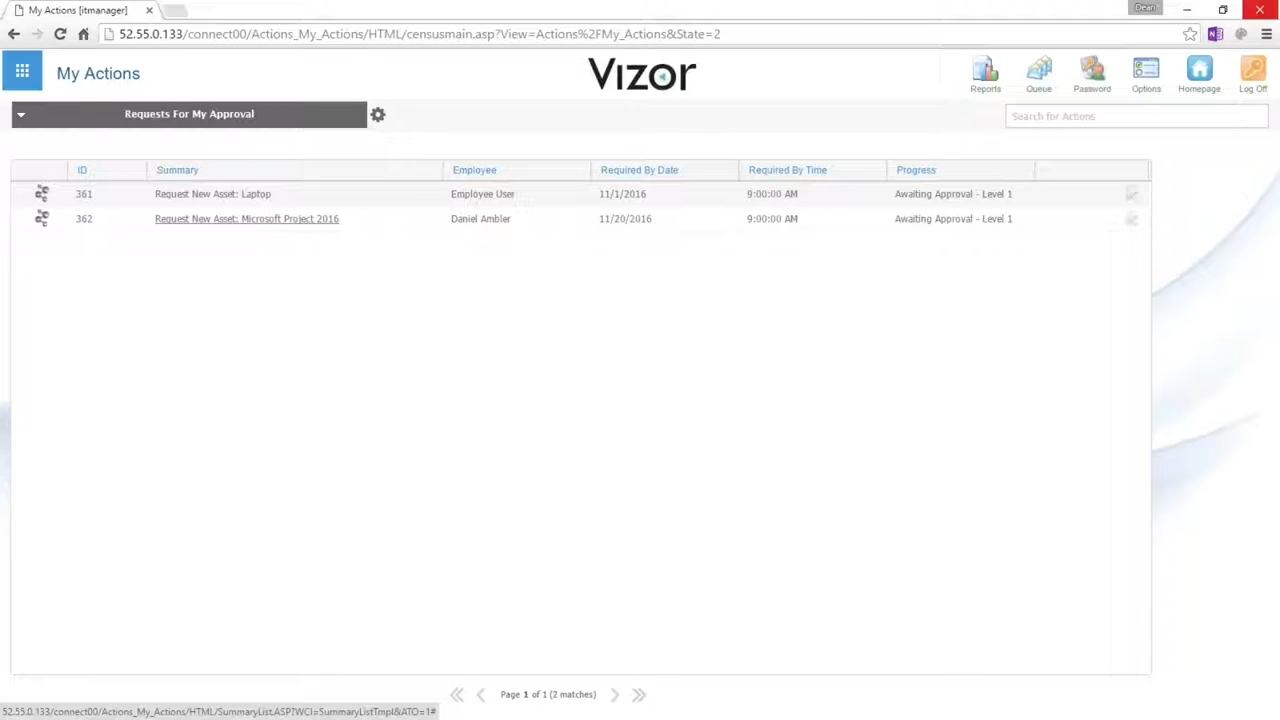 My Actions [itmanager]
Dean
52.55.0.133/connect00/Actions_My_Actions/HTML/censusmain.asp?View=Actions%2FMy_Actions&State=2
My Actions
VIZOR
Reports Queue Password Options Homepage Log Off
Requests For My Approval
Search for Actions
ID Summary Employee Required By Date Required By Time Progress
361 Request New Asset: Laptop Employee User 11/1/2016 9:00:00 AM Awaiting Approval - Level 1
362 Request New Asset: Microsoft Project 2016 Daniel Ambler 11/20/2016 9:00:00 AM Awaiting Approval - Level 1
Page 1 of 1 (2 matches)
52.55.0.133/connect00/Actions_My_Actions/HTML/SummaryList.ASP?WCI=SummaryListTmpl&ATO=1#